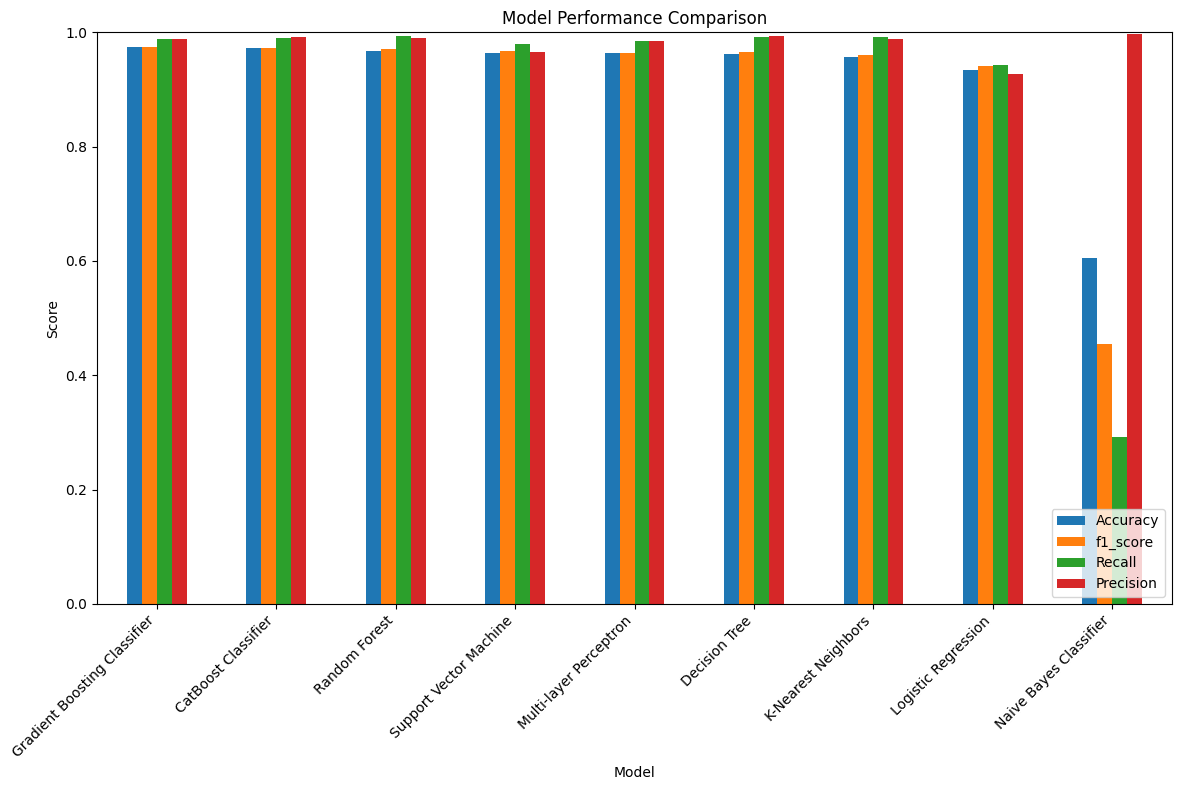 Model Performance Comparison
Score
1.0
0.8
0.6
0.4
0.2
0.0
Accuracy
f1_score
Recall
Precision
Gradient Boosting Classifier
CatBoost Classifier
Random Forest
Support Vector Machine
Multi-layer Perceptron
Decision Tree
K-Nearest Neighbors
Logistic Regression
Naive Bayes Classifier
Model